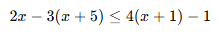 2x − 3(x + 5) ≤ 4(x + 1) − 1